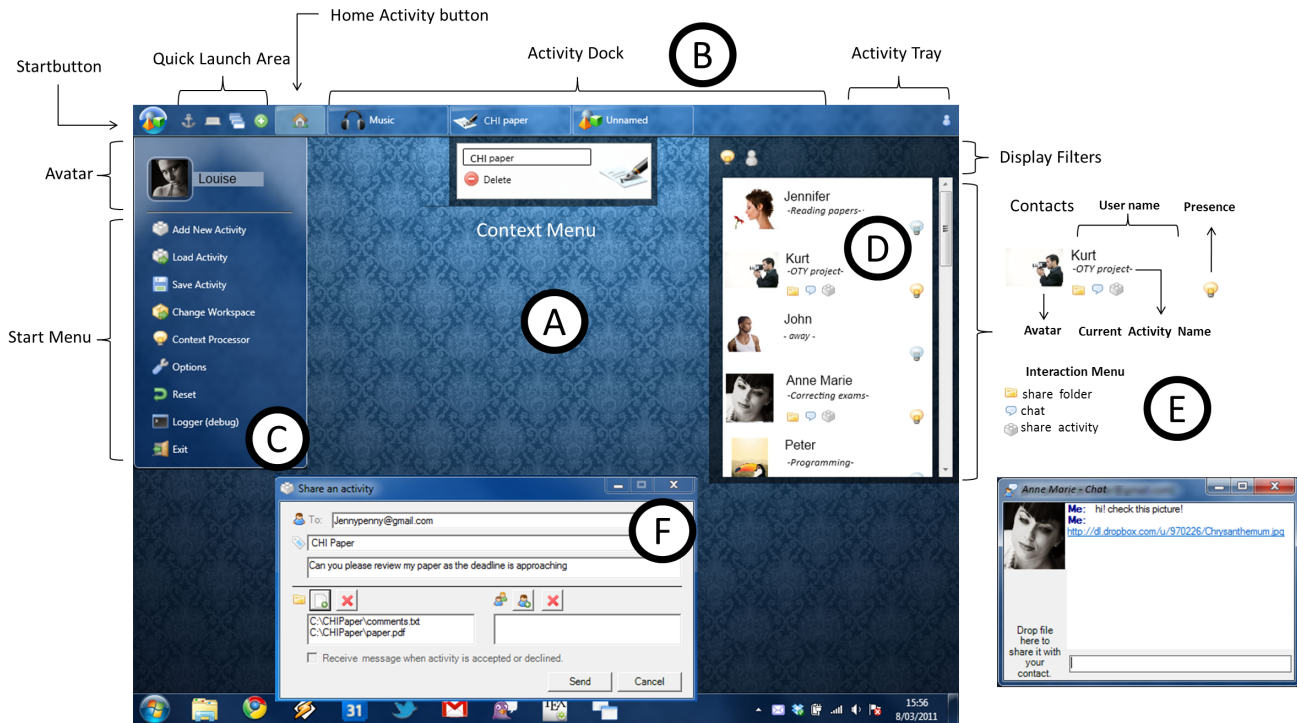 Home Activity button
Startbutton
Quick Launch Area
Activity Dock
B
Activity Tray
Music
CHI paper
Unnamed
Avatar
Louise
CHI paper
Delete
Context Menu
Display Filters
Start Menu
Add New Activity
Load Activity
Save Activity
Change Workspace
Context Processor
Options
Reset
Logger (debug)
Exit
C
A
Jennifer
-Reading papers-
D
Kurt
-OTY project-
John
- away -
Anne Marie
-Correcting exams-
Peter
-Programming-
Contacts
User name
Presence
Kurt
-OTY project-
Avatar
Current Activity Name
Interaction Menu
share folder
chat
share activity
E
Share an activity
To:
Jennypenny@gmail.com
F
CHI Paper
Can you please review my paper as the deadline is approaching
C:\CHIPaper\comments.txt
C:\CHIPaper\paper.pdf
Receive message when activity is accepted or declined.
Send
Cancel
Anne Marie - Chat
Me: hi! check this picture!
Me:
http://dl.dropbox.com/u/970226/Chrysanthemum.jpg
Drop file
here to
share it with
your
contact.
31
15:56
8/03/2011